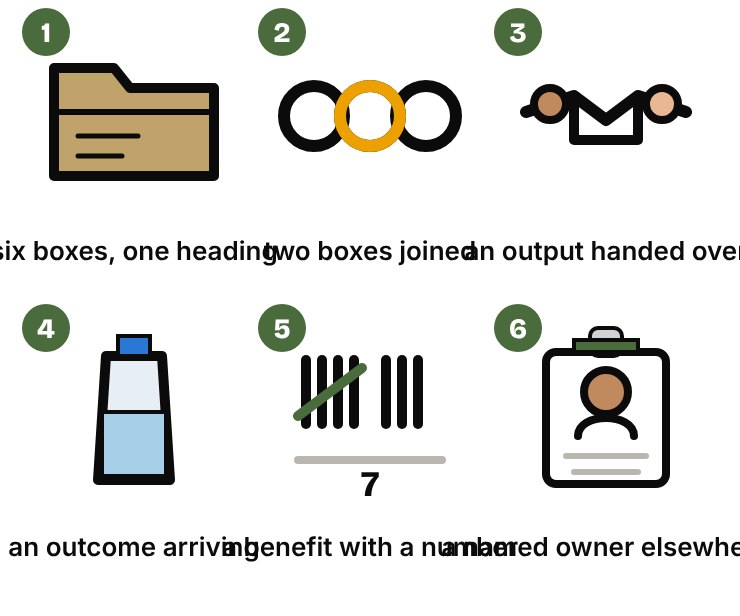 1
2
3
six boxes, one heading
two boxes joined
an output handed over
4
5
6
7
an outcome arriving
a benefit with a number
a named owner elsewhe